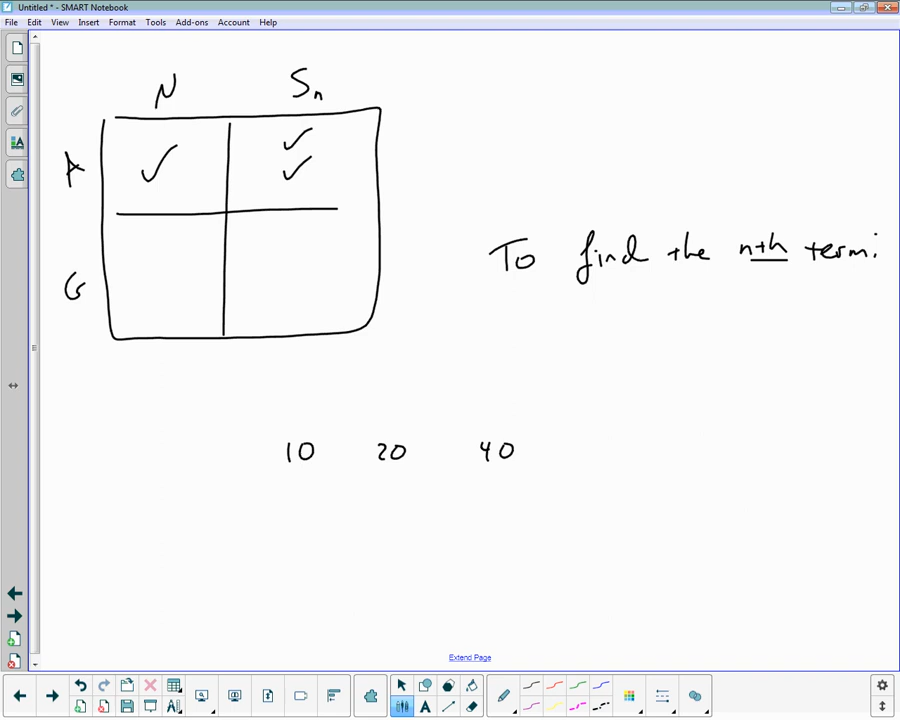 Untitled * - SMART Notebook
File Edit View Insert Format Tools Add-ons Account Help
N Sn
A
G
To find the nth term:
10 20 40
Extend Page